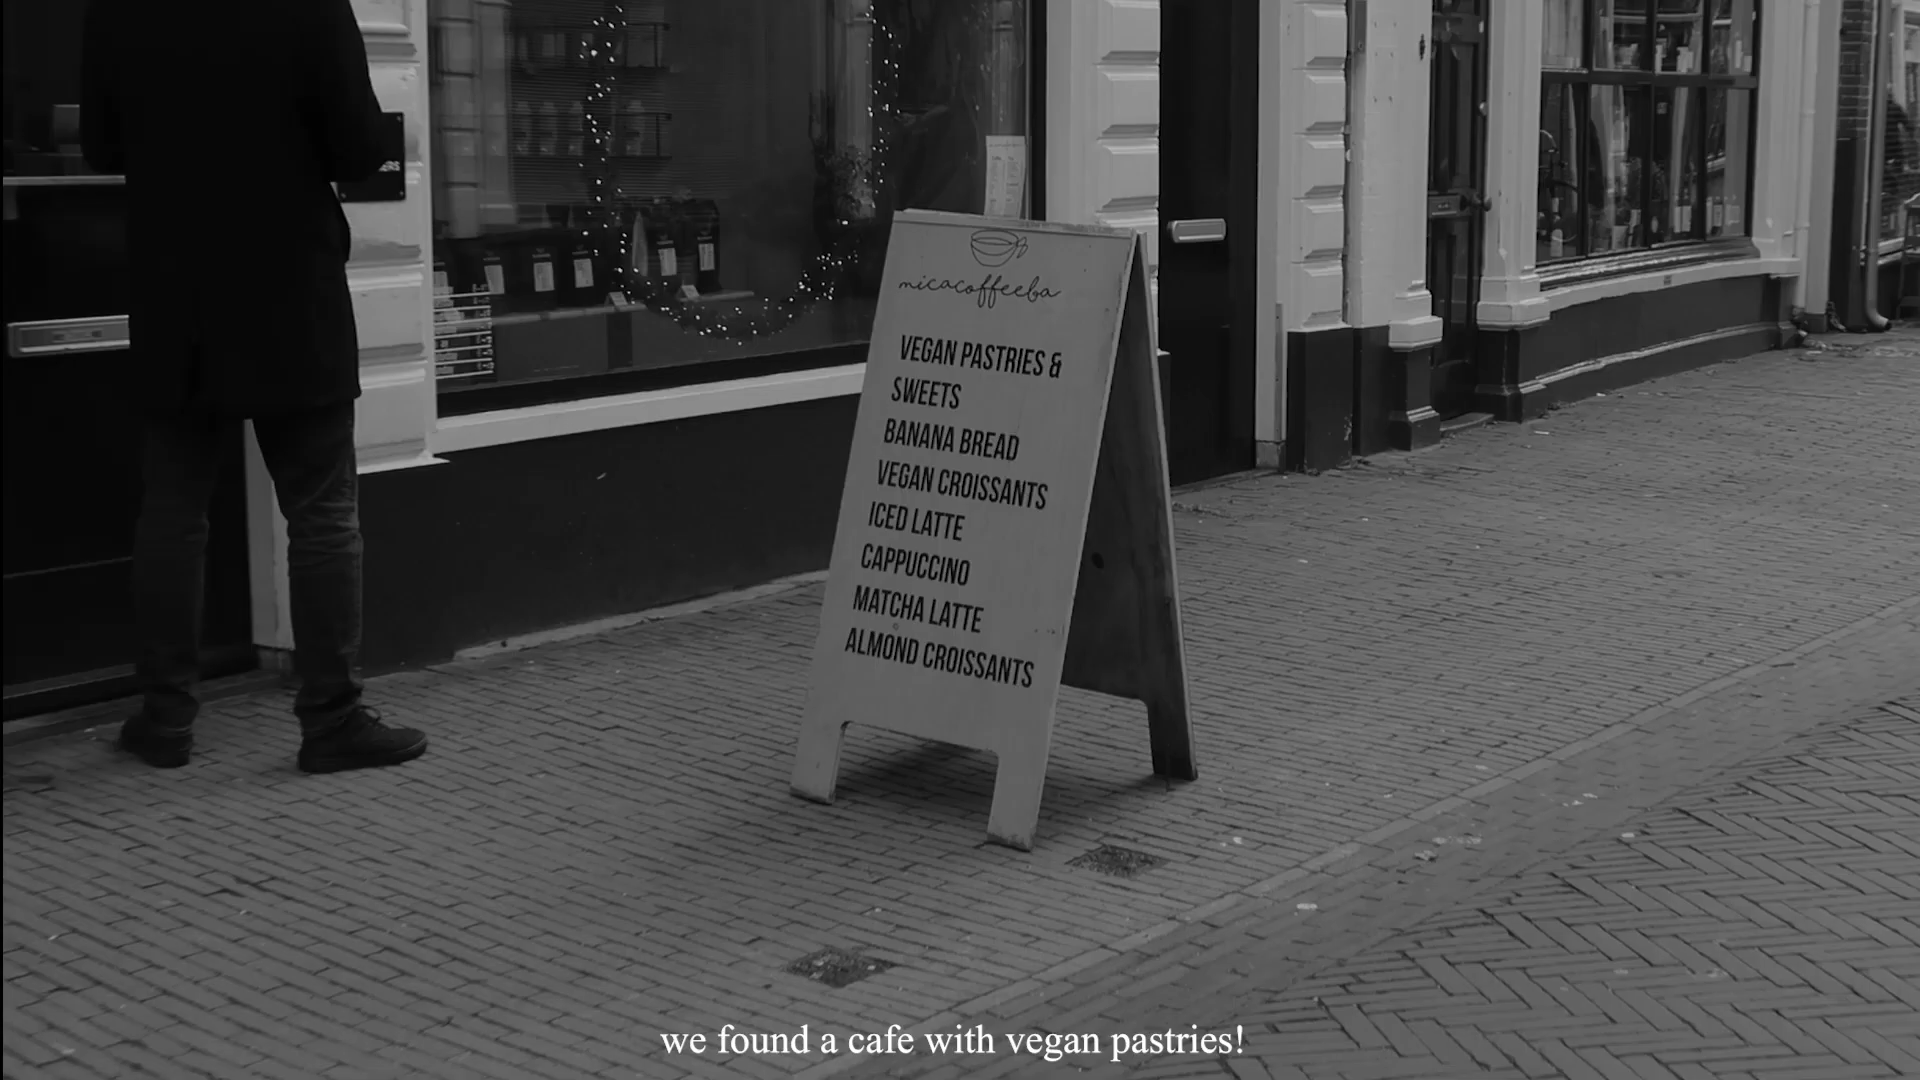 micacoffeeba
VEGAN PASTRIES &
SWEETS
BANANA BREAD
VEGAN CROISSANTS
ICED LATTE
CAPPUCCINO
MATCHA LATTE
ALMOND CROISSANTS
we found a cafe with vegan pastries!